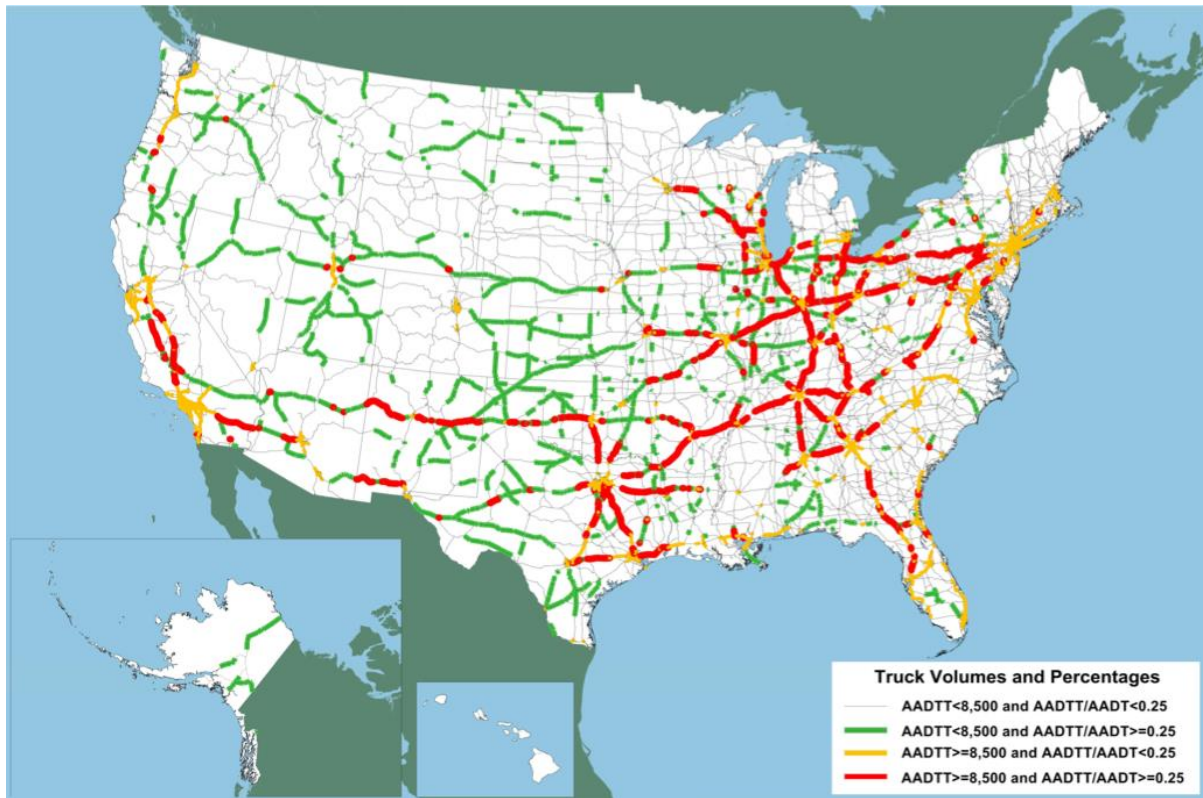 Truck Volumes and Percentages
AADTT<8,500 and AADTT/AADT<0.25
AADTT<8,500 and AADTT/AADT>=0.25
AADTT>=8,500 and AADTT/AADT<0.25
AADTT>=8,500 and AADTT/AADT>=0.25